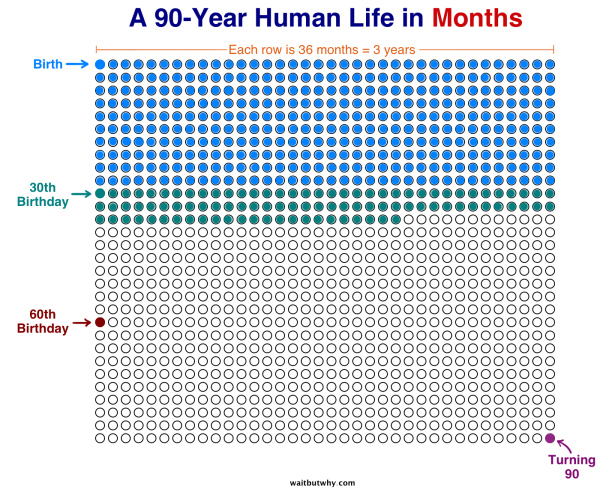 A 90-Year Human Life in Months
Each row is 36 months = 3 years
Birth
30th
Birthday
60th
Birthday
Turning
90
waitbutwhy.com